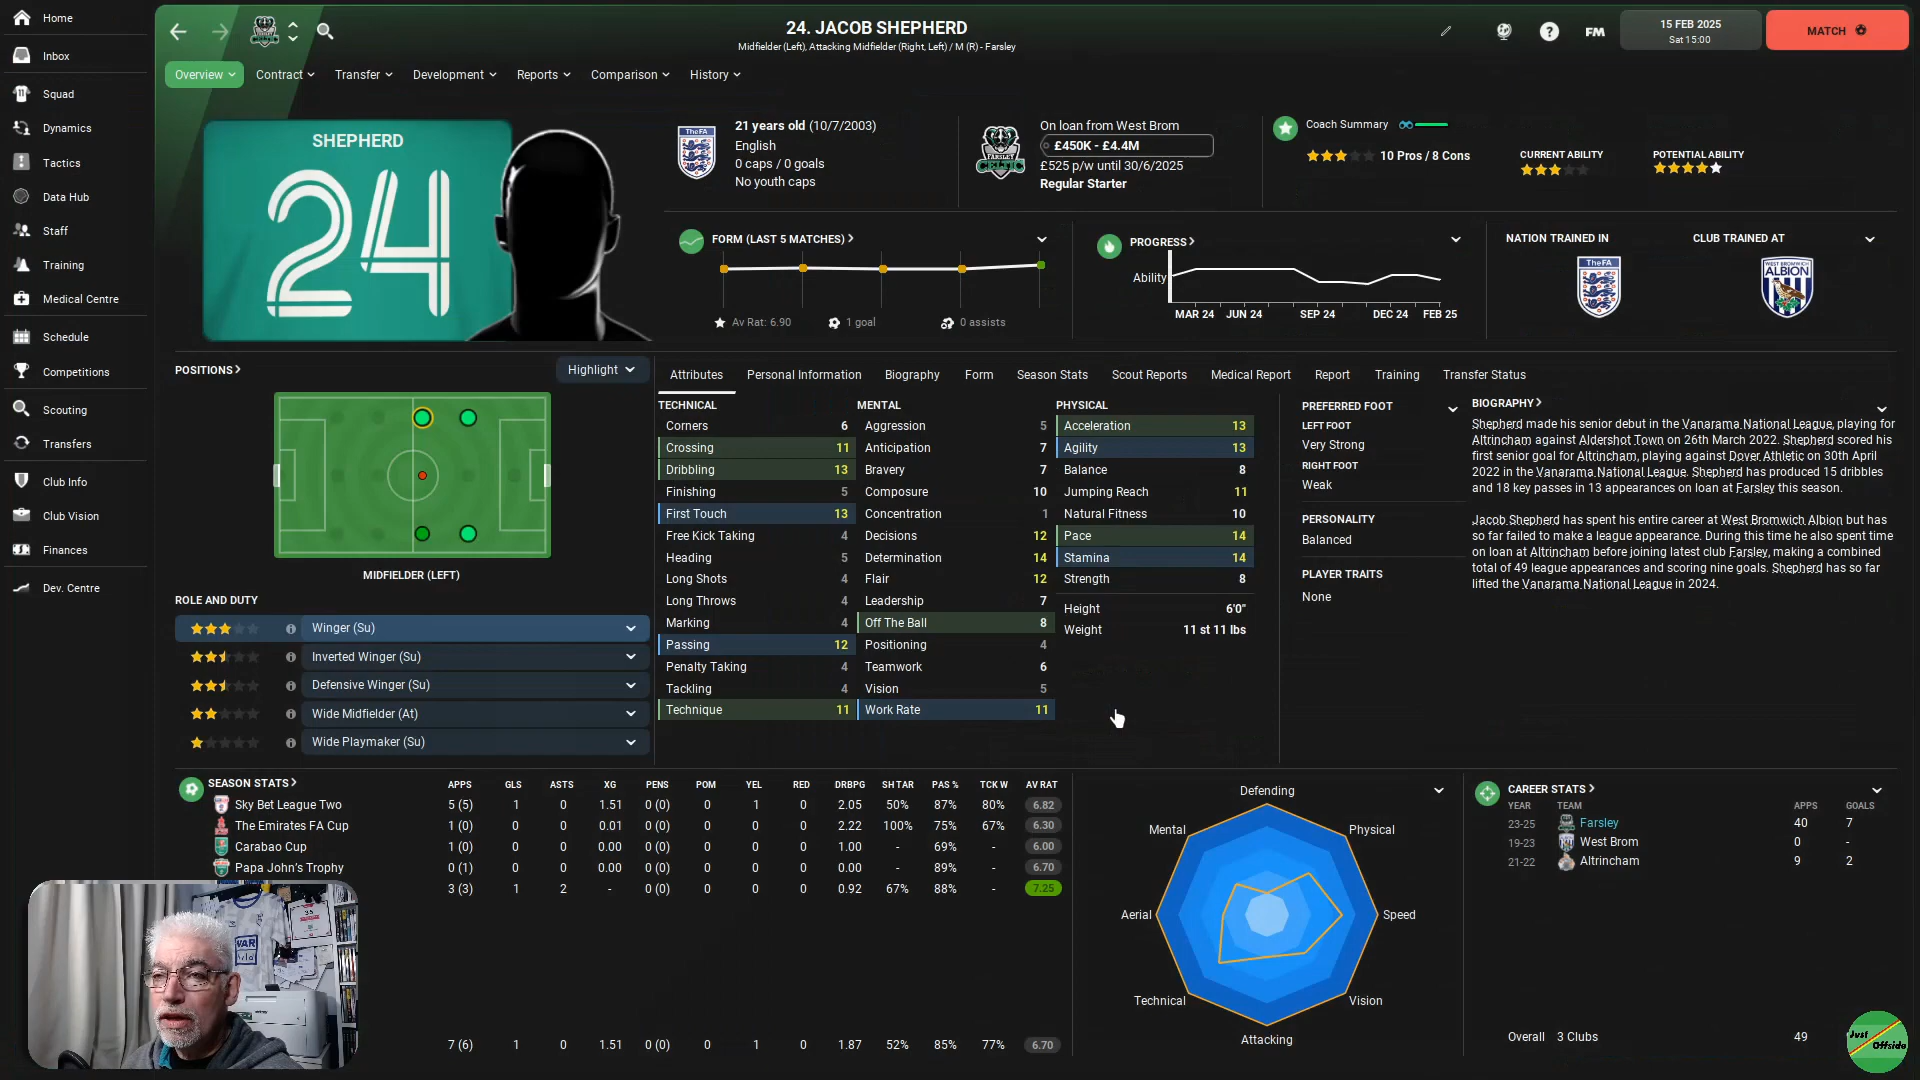 Home
Inbox
Squad
Dynamics
Tactics
Data Hub
Staff
Training
Medical Centre
Schedule
Competitions
Scouting
Transfers
Club Info
Club Vision
Finances
Dev. Centre
24. JACOB SHEPHERD
Midfielder (Left), Attacking Midfielder (Right, Left) / M (R) - Farsley
FM
15 FEB 2025
Sat 15:00
MATCH
Overview Contract Transfer Development Reports Comparison History
SHEPHERD
24
TheFA
21 years old (10/7/2003)
English
0 caps / 0 goals
No youth caps
FARSLEY
CELTIC
On loan from West Brom
£450K - £4.4M
£525 p/w until 30/6/2025
Regular Starter
Coach Summary
10 Pros / 8 Cons
CURRENT ABILITY
POTENTIAL ABILITY
FORM (LAST 5 MATCHES)
Av Rat: 6.90 1 goal 0 assists
PROGRESS
Ability
MAR 24 JUN 24 SEP 24 DEC 24 FEB 25
NATION TRAINED IN
TheFA
CLUB TRAINED AT
WEST BROMWICH
ALBION
POSITIONS
Highlight
MIDFIELDER (LEFT)
ROLE AND DUTY
Winger (Su)
Inverted Winger (Su)
Defensive Winger (Su)
Wide Midfielder (At)
Wide Playmaker (Su)
Attributes Personal Information Biography Form Season Stats Scout Reports Medical Report Report Training Transfer Status
TECHNICAL
Corners 6
Crossing 11
Dribbling 13
Finishing 5
First Touch 13
Free Kick Taking 4
Heading 5
Long Shots 4
Long Throws 4
Marking 4
Passing 12
Penalty Taking 4
Tackling 4
Technique 11
MENTAL
Aggression 5
Anticipation 7
Bravery 7
Composure 10
Concentration 1
Decisions 12
Determination 14
Flair 12
Leadership 7
Off The Ball 8
Positioning 4
Teamwork 6
Vision 5
Work Rate 11
PHYSICAL
Acceleration 13
Agility 13
Balance 8
Jumping Reach 11
Natural Fitness 10
Pace 14
Stamina 14
Strength 8
Height 6'0"
Weight 11 st 11 lbs
PREFERRED FOOT
LEFT FOOT
Very Strong
RIGHT FOOT
Weak
PERSONALITY
Balanced
PLAYER TRAITS
None
BIOGRAPHY
Shepherd made his senior debut in the Vanarama National League, playing for
Altrincham against Aldershot Town on 26th March 2022. Shepherd scored his
first senior goal for Altrincham, playing against Dover Athletic on 30th April
2022 in the Vanarama National League. Shepherd has produced 15 dribbles
and 18 key passes in 13 appearances on loan at Farsley this season.
Jacob Shepherd has spent his entire career at West Bromwich Albion but has
so far failed to make a league appearance. During this time he also spent time
on loan at Altrincham before joining latest club Farsley, making a combined
total of 49 league appearances and scoring nine goals. Shepherd has so far
lifted the Vanarama National League in 2024.
SEASON STATS APPS GLS ASTS XG PENS POM YEL RED DRBPG SH TAR PAS % TCK W AV RAT
Sky Bet League Two 5 (5) 1 0 1.51 0 (0) 0 1 0 2.05 50% 87% 80% 6.82
The Emirates FA Cup 1 (0) 0 0 0.01 0 (0) 0 0 0 2.22 100% 75% 67% 6.30
Carabao Cup 1 (0) 0 0 0.00 0 (0) 0 0 0 1.00 - 69% - 6.00
Papa John's Trophy 0 (1) 0 0 0.00 0 (0) 0 0 0 0.00 - 89% - 6.70
3 (3) 1 2 - 0 (0) 0 0 0 0.92 67% 88% - 7.25
7 (6) 1 0 1.51 0 (0) 0 1 0 1.87 52% 85% 77% 6.70
VAR
Defending
Mental Physical
Aerial Speed
Technical Vision
Attacking
CAREER STATS
YEAR TEAM APPS GOALS
23-25 Farsley 40 7
19-23 West Brom 0 -
21-22 Altrincham 9 2
Overall 3 Clubs 49
Just
Offside